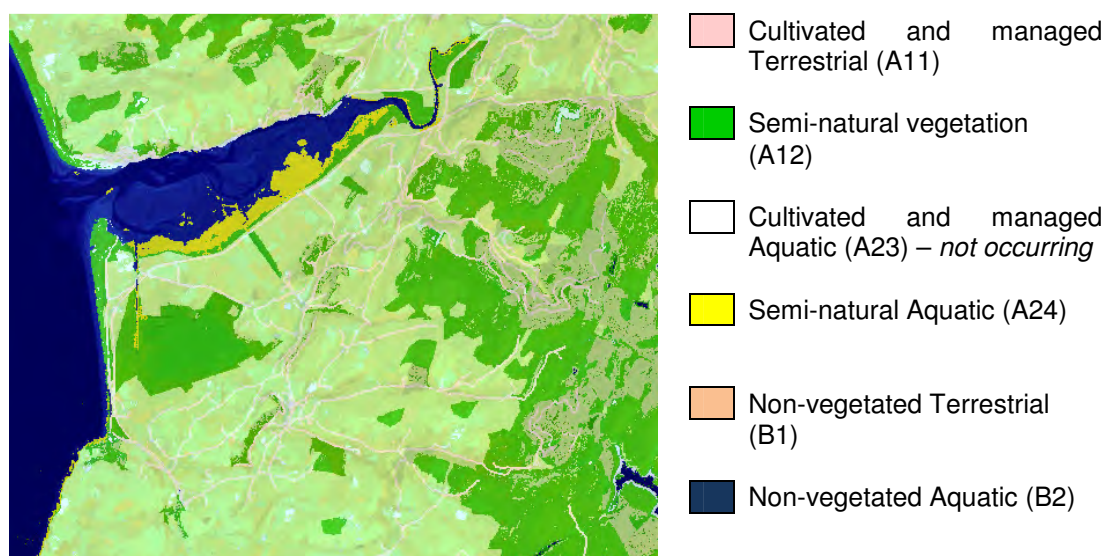 Cultivated and managed
Terrestrial (A11)
Semi-natural vegetation
(A12)
Cultivated and managed
Aquatic (A23) – not occurring
Semi-natural Aquatic (A24)
Non-vegetated Terrestrial
(B1)
Non-vegetated Aquatic (B2)